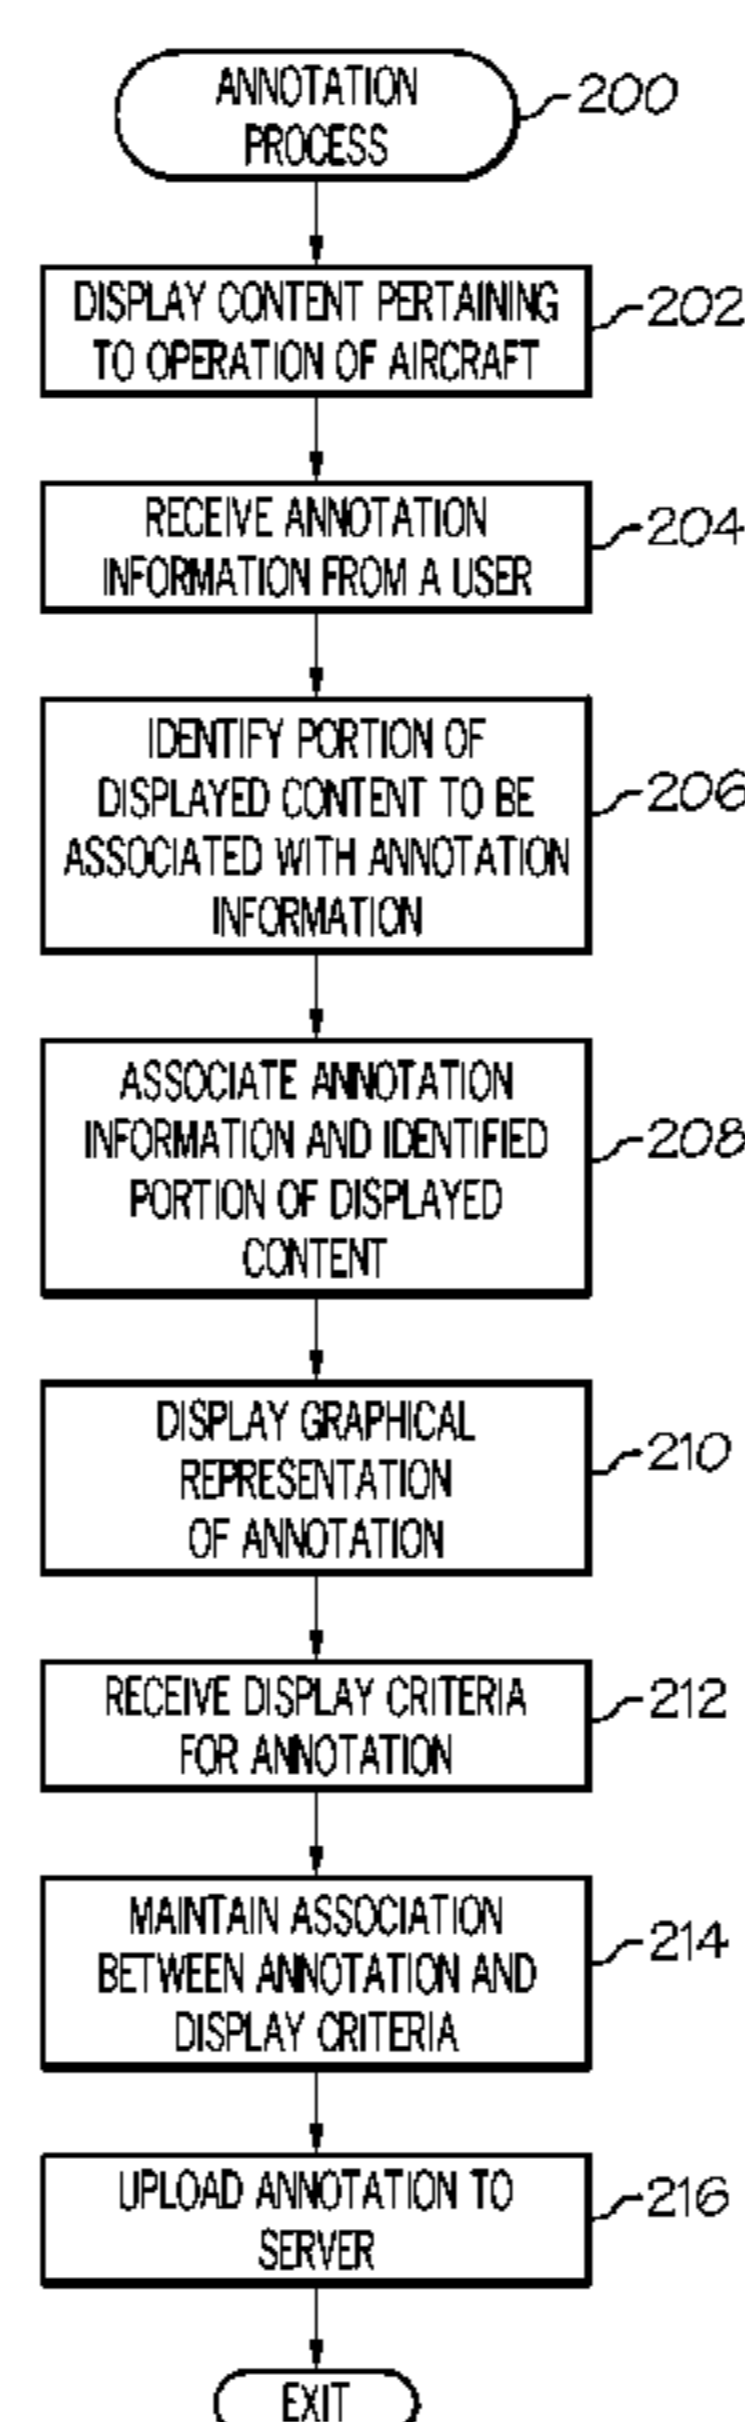 ANNOTATION
PROCESS
200
DISPLAY CONTENT PERTAINING
TO OPERATION OF AIRCRAFT
202
RECEIVE ANNOTATION
INFORMATION FROM A USER
204
IDENTIFY PORTION OF
DISPLAYED CONTENT TO BE
ASSOCIATED WITH ANNOTATION
INFORMATION
206
ASSOCIATE ANNOTATION
INFORMATION AND IDENTIFIED
PORTION OF DISPLAYED
CONTENT
208
DISPLAY GRAPHICAL
REPRESENTATION
OF ANNOTATION
210
RECEIVE DISPLAY CRITERIA
FOR ANNOTATION
212
MAINTAIN ASSOCIATION
BETWEEN ANNOTATION AND
DISPLAY CRITERIA
214
UPLOAD ANNOTATION TO
SERVER
216
EXIT